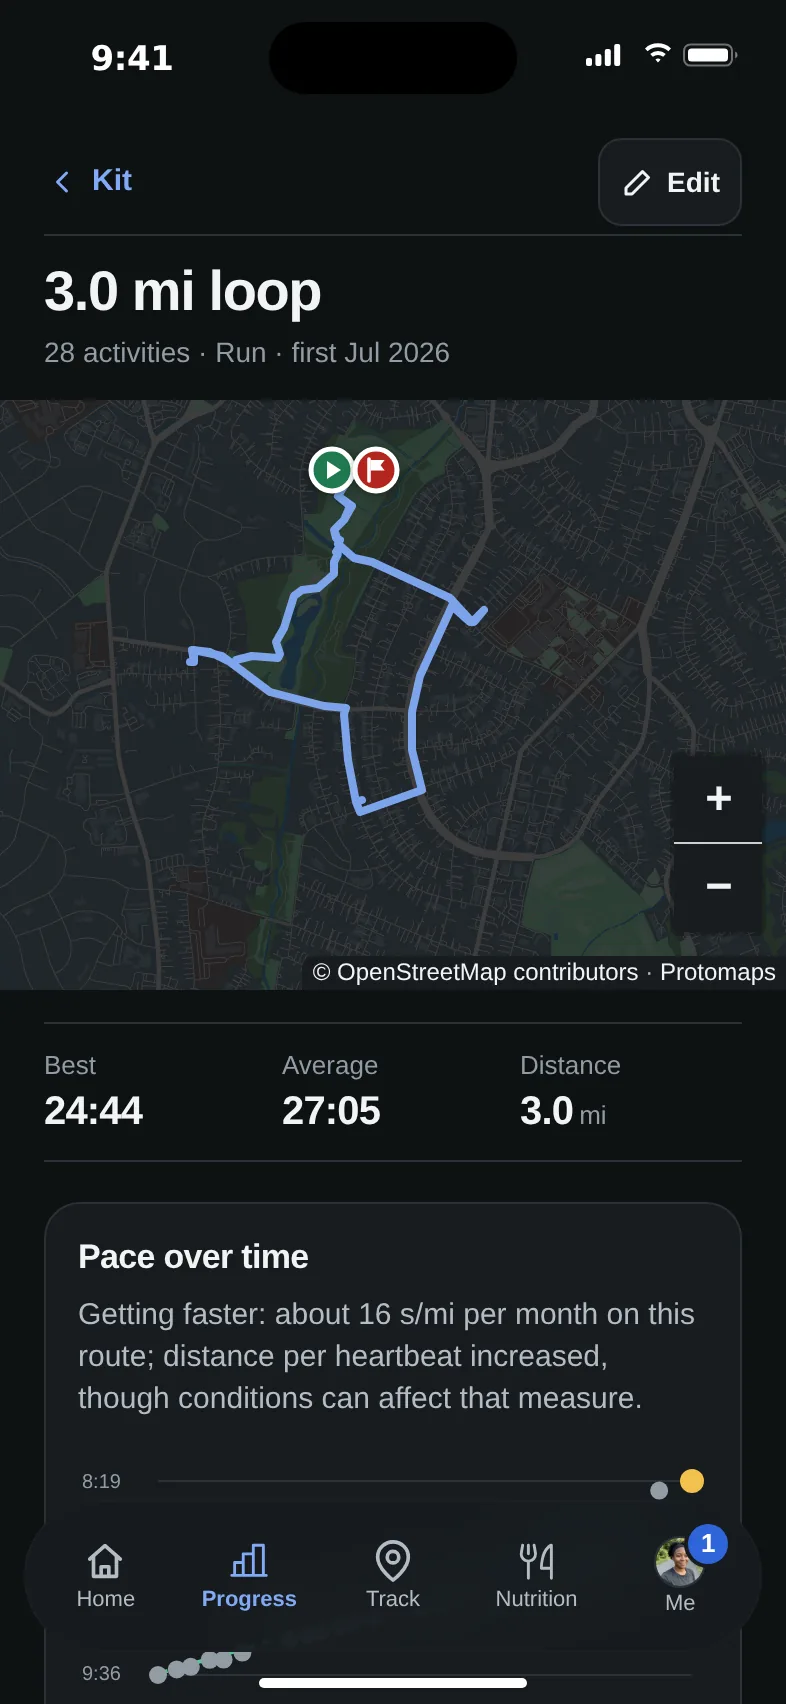 9:41
Kit
Edit
3.0 mi loop
28 activities · Run · first Jul 2026
© OpenStreetMap contributors · Protomaps
Best
Average
Distance
24:44
27:05
3.0 mi
Pace over time
Getting faster: about 16 s/mi per month on this
route; distance per heartbeat increased,
though conditions can affect that measure.
8:19
1
Home
Progress
Track
Nutrition
Me
9:36